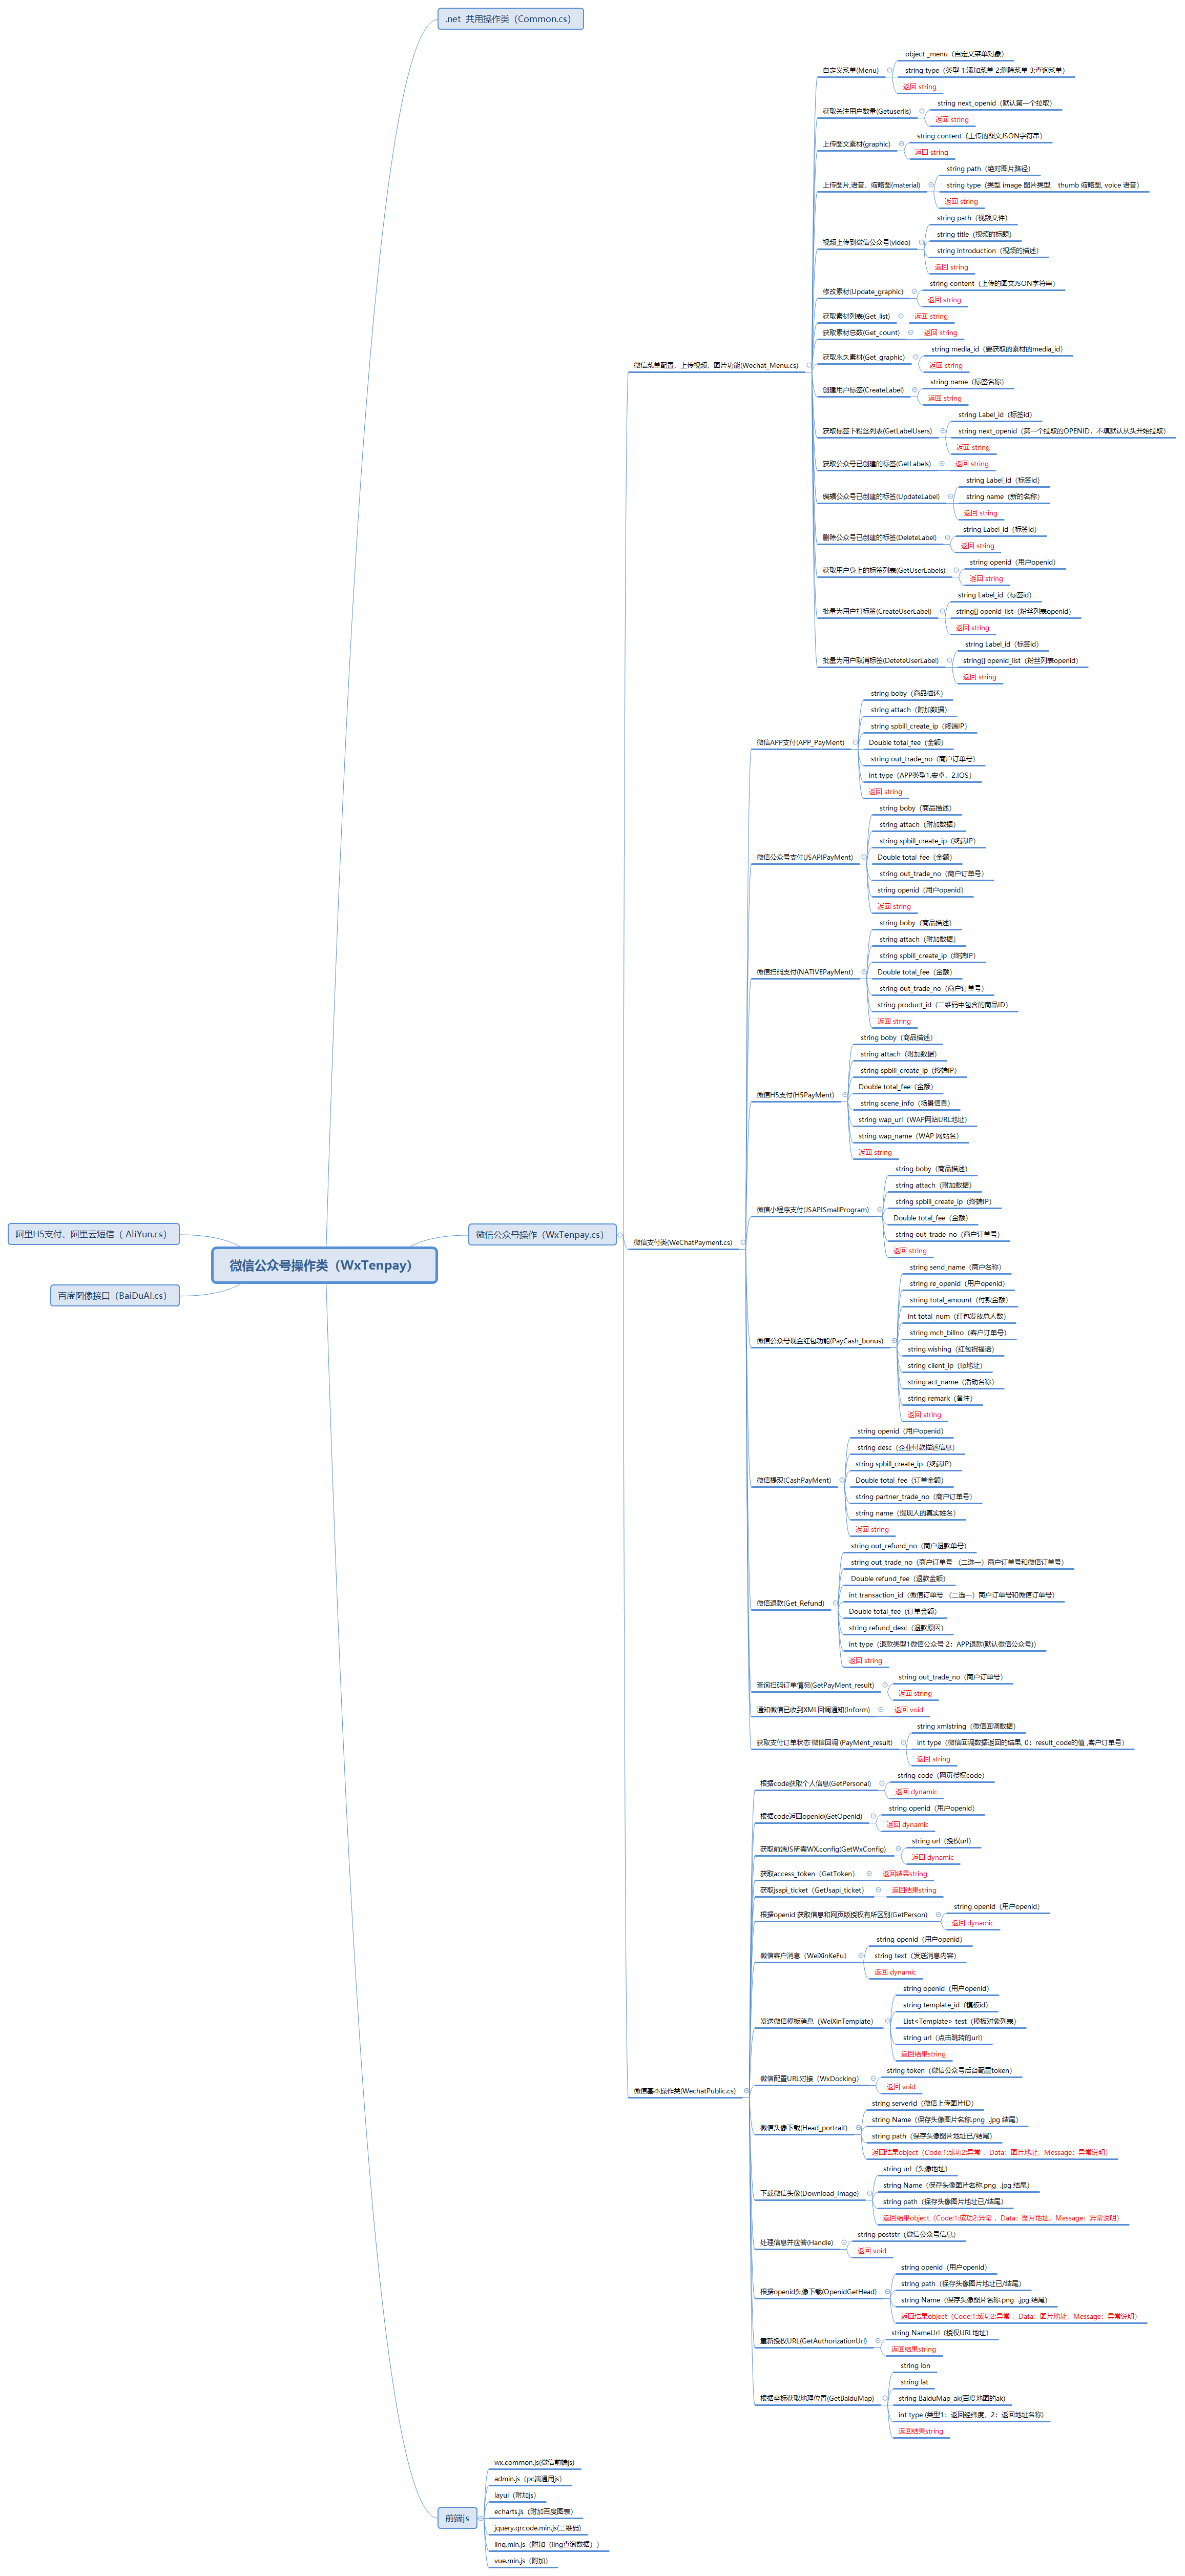 .net  共用操作类（Common.cs）
object _menu（自定义菜单对象）
自定义菜单(Menu)
string type（类型 1:添加菜单 2:删除菜单 3:查询菜单）
返回 string
string next_openid（默认第一个拉取）
获取关注用户数量(Getuserlis)
返回 string
string content（上传的图文JSON字符串）
上传图文素材(graphic)
返回 string
string path（绝对图片路径）
上传图片,语音，缩略图(material)
string type（类型 image 图片类型,   thumb 缩略图, voice 语音）
返回 string
string path（视频文件）
string title（视频的标题）
视频上传到微信公众号(video)
string introduction（视频的描述）
返回 string
string content（上传的图文JSON字符串）
修改素材(Update_graphic)
返回 string
获取素材列表(Get_list)
返回 string
获取素材总数(Get_count)
返回 string
string media_id（要获取的素材的media_id）
获取永久素材(Get_graphic)
返回 string
微信菜单配置，上传视频，图片功能(Wechat_Menu.cs)
string name（标签名称）
创建用户标签(CreateLabel)
返回 string
string Label_id（标签id）
获取标签下粉丝列表(GetLabelUsers)
string next_openid（第一个拉取的OPENID，不填默认从头开始拉取）
返回 string
获取公众号已创建的标签(GetLabels)
返回 string
string Label_id（标签id）
编辑公众号已创建的标签(UpdateLabel)
string name（新的名称）
返回 string
string Label_id（标签id）
删除公众号已创建的标签(DeleteLabel)
返回 string
string openid（用户openid）
获取用户身上的标签列表(GetUserLabels)
返回 string
string Label_id（标签id）
批量为用户打标签(CreateUserLabel)
string[] openid_list（粉丝列表openid）
返回 string
string Label_id（标签id）
批量为用户取消标签(DeteteUserLabel)
string[] openid_list（粉丝列表openid）
返回 string
string boby（商品描述）
string attach（附加数据）
string spbill_create_ip（终端IP）
微信APP支付(APP_PayMent)
Double total_fee（金额）
string out_trade_no（商户订单号）
int type（APP类型1.安卓，2.IOS）
返回 string
string boby（商品描述）
string attach（附加数据）
string spbill_create_ip（终端IP）
微信公众号支付(JSAPIPayMent)
Double total_fee（金额）
string out_trade_no（商户订单号）
string openid（用户openid）
返回 string
string boby（商品描述）
string attach（附加数据）
string spbill_create_ip（终端IP）
微信扫码支付(NATIVEPayMent)
Double total_fee（金额）
string out_trade_no（商户订单号）
string product_id（二维码中包含的商品ID）
返回 string
string boby（商品描述）
string attach（附加数据）
string spbill_create_ip（终端IP）
Double total_fee（金额）
微信H5支付(H5PayMent)
string scene_info（场景信息）
string wap_url（WAP网站URL地址）
string wap_name（WAP 网站名）
返回 string
string boby（商品描述）
string attach（附加数据）
string spbill_create_ip（终端IP）
微信小程序支付(JSAPISmallProgram)
Double total_fee（金额）
string out_trade_no（商户订单号）
返回 string
阿里H5支付、阿里云短信（ AliYun.cs）
微信公众号操作（WxTenpay.cs）
微信支付类(WeChatPayment.cs)
微信公众号操作类（WxTenpay）
百度图像接口（BaiDuAI.cs）
string send_name（商户名称）
string re_openid（用户openid）
string total_amount（付款金额）
int total_num（红包发放总人数）
string mch_billno（客户订单号）
微信公众号现金红包功能(PayCash_bonus)
string wishing（红包祝福语）
string client_ip（Ip地址）
string act_name（活动名称）
string remark（备注）
返回 string
string openid（用户openid）
string desc（企业付款描述信息）
string spbill_create_ip（终端IP）
微信提现(CashPayMent)
Double total_fee（订单金额）
string partner_trade_no（商户订单号）
string name（提现人的真实姓名）
返回 string
string out_refund_no（商户退款单号）
string out_trade_no（商户订单号 （二选一）商户订单号和微信订单号）
Double refund_fee（退款金额）
int transaction_id（微信订单号 （二选一）商户订单号和微信订单号）
微信退款(Get_Refund)
Double total_fee（订单金额）
string refund_desc（退款原因）
int type（退款类型1微信公众号 2：APP退款(默认微信公众号)）
返回 string
string out_trade_no（商户订单号）
查询扫码订单情况(GetPayMent_result)
返回 string
通知微信已收到XML回调通知(Inform)
返回 void
string xmlstring（微信回调数据）
获取支付订单状态'微信回调'(PayMent_result)
int type（微信回调数据返回的结果, 0：result_code的值 ,客户订单号）
返回 string
string code（网页授权code）
根据code获取个人信息(GetPersonal)
返回 dynamic
string openid（用户openid）
根据code返回openid(GetOpenid)
返回 dynamic
string url（授权url）
获取前端JS所需WX.config(GetWxConfig)
返回 dynamic
获取access_token（GetToken）
返回结果string
获取jsapi_ticket（GetJsapi_ticket）
返回结果string
string openid（用户openid）
根据openid 获取信息和网页版授权有所区别(GetPerson)
返回 dynamic
string openid（用户openid）
微信客户消息（WeiXinKeFu）
string text（发送消息内容）
返回 dynamic
string openid（用户openid）
string template_id（模板id）
发送微信模板消息（WeiXinTemplate）
List<Template> test（模板对象列表）
string url（点击跳转的url）
返回结果string
string token（微信公众号后台配置token）
微信配置URL对接（WxDocking）
返回 void
微信基本操作类(WechatPublic.cs)
string serverId（微信上传图片ID）
string Name（保存头像图片名称.png  .jpg 结尾）
微信头像下载(Head_portrait)
string path（保存头像图片地址已/结尾）
返回结果object（Code:1:成功2:异常 ，Data：图片地址，Message：异常说明）
string url（头像地址）
string Name（保存头像图片名称.png  .jpg 结尾）
下载微信头像(Download_Image)
string path（保存头像图片地址已/结尾）
返回结果object（Code:1:成功2:异常 ，Data：图片地址，Message：异常说明）
string poststr（微信公众号信息）
处理信息并应答(Handle)
返回 void
string openid（用户openid）
string path（保存头像图片地址已/结尾）
根据openid头像下载(OpenidGetHead)
string Name（保存头像图片名称.png  .jpg 结尾）
返回结果object（Code:1:成功2:异常 ，Data：图片地址，Message：异常说明）
string NameUrl（授权URL地址）
重新授权URL(GetAuthorizationUrl)
返回结果string
string lon
string lat
根据坐标获取地理位置(GetBaiduMap)
string BaiduMap_ak(百度地图的ak)
int type (类型1：返回经纬度，2：返回地址名称)
返回结果string
wx.common.js(微信前端js)
admin.js（pc端通用js）
layui（附加js）
echarts.js（附加百度图表）
前端js
jquery.qrcode.min.js(二维码)
linq.min.js（附加（ling查询数据））
vue.min.js（附加）